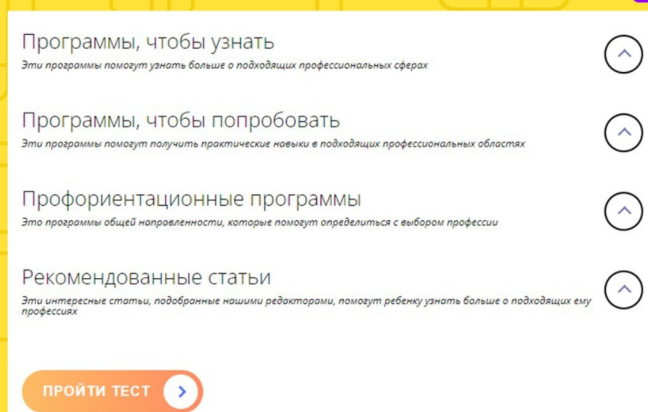 Программы, чтобы узнать
Эти программы помогут узнать больше о подходящих профессиональных сферах
Программы, чтобы попробовать
Эти программы помогут получить практические навыки в подходящих профессиональных областях
Профориентационные программы
Это программы общей направленности, которые помогут определиться с выбором профессии
Рекомендованные статьи
Эти интересные статьи, подобранные нашими редакторами, помогут ребенку узнать больше о подходящих ему
профессиях
ПРОЙТИ ТЕСТ